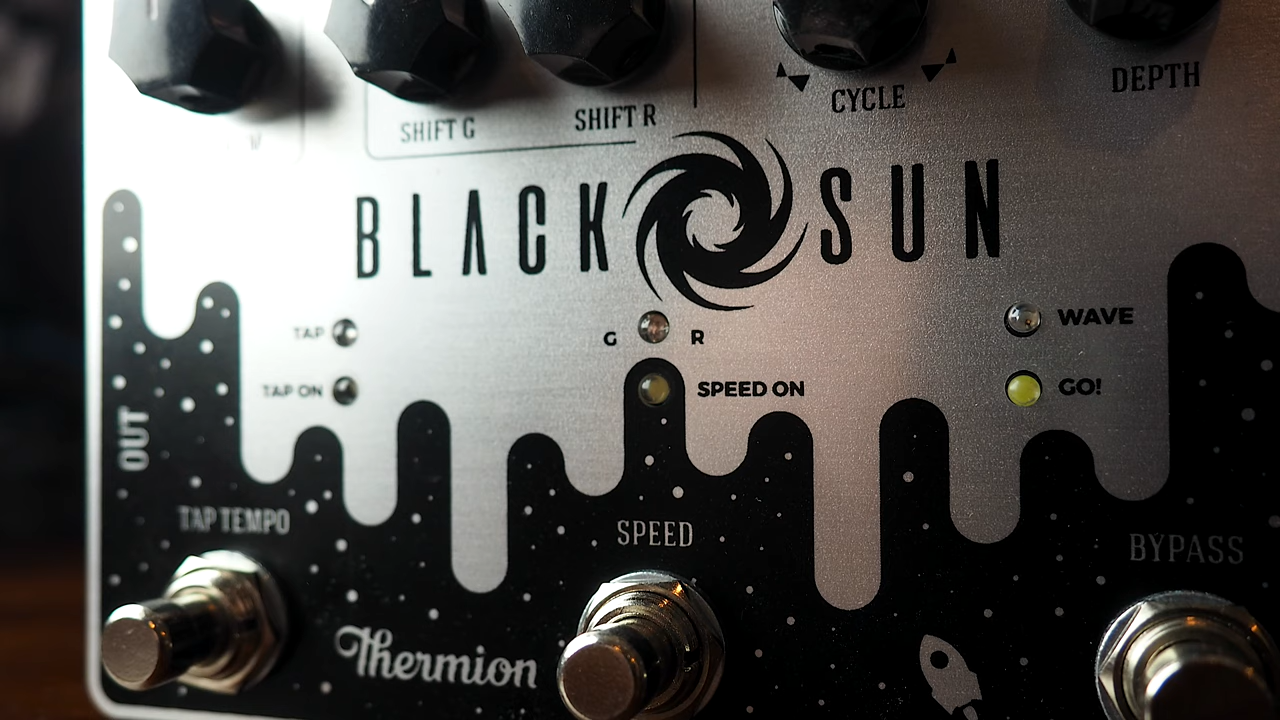 SHIFT G
SHIFT R
CYCLE
DEPTH
BLACK SUN
TAP
G R
WAVE
TAP ON
SPEED ON
GO!
OUT
TAP TEMPO
SPEED
BYPASS
Thermion